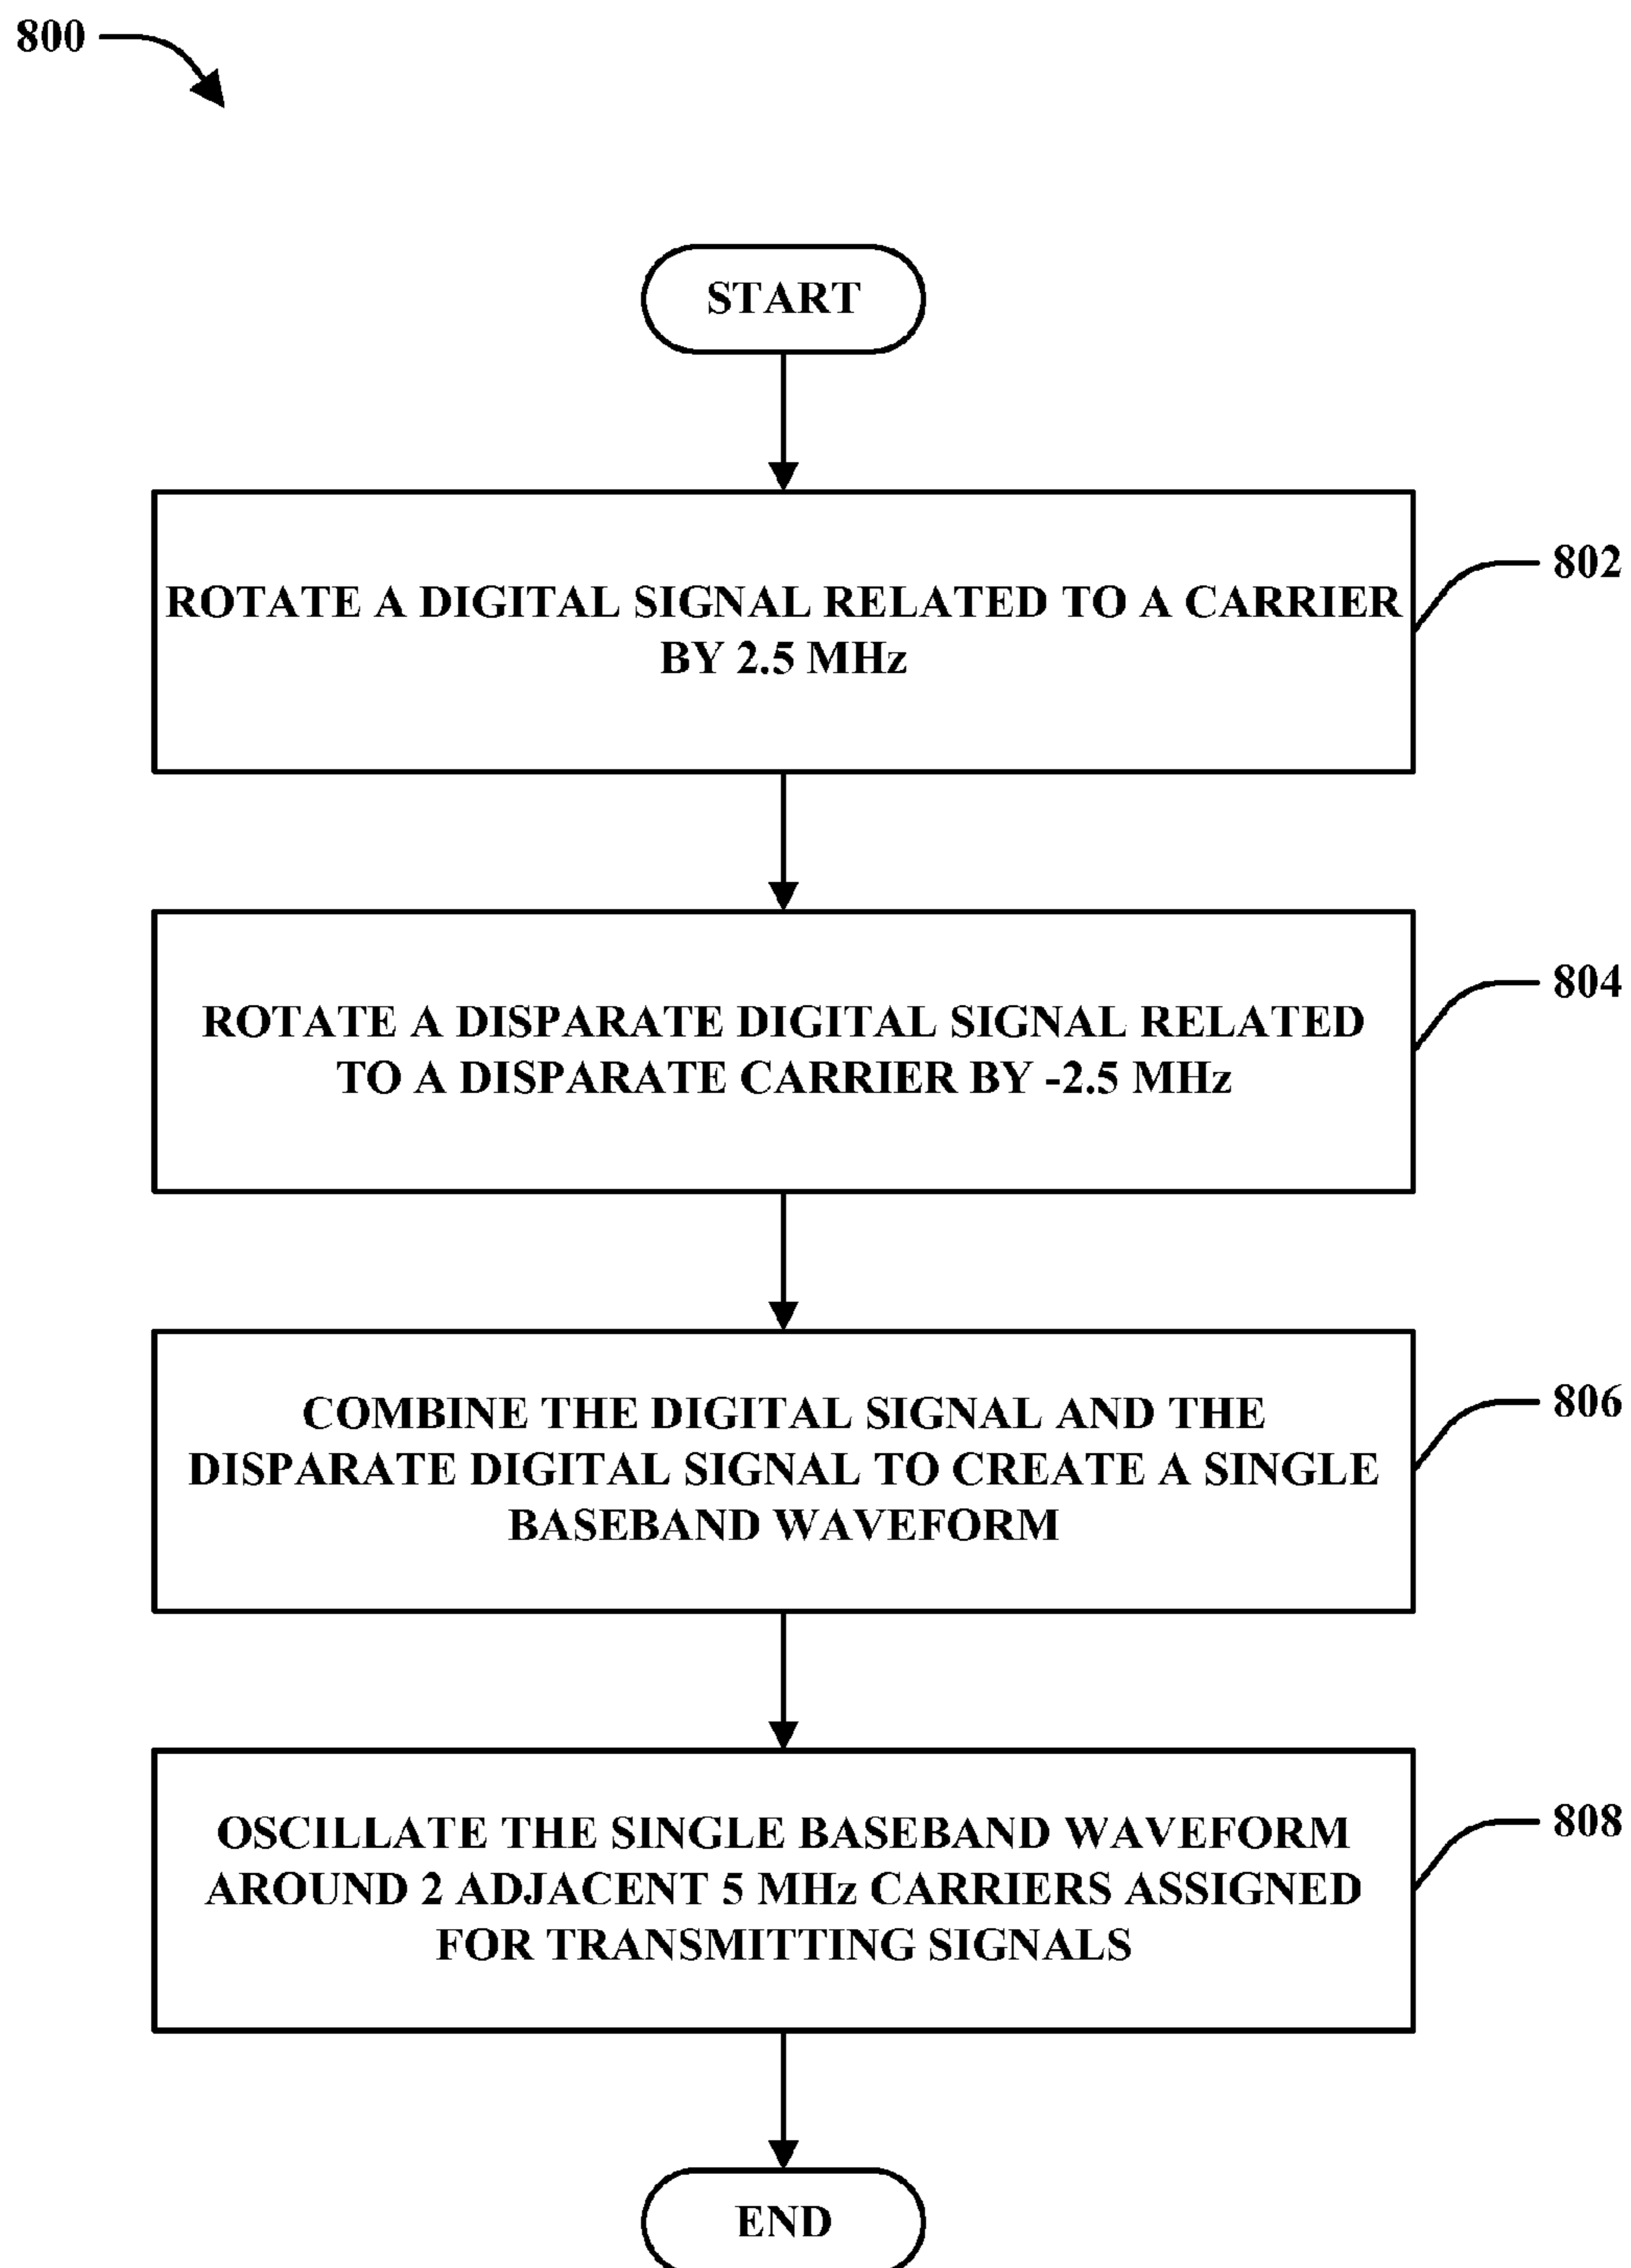 800
START
ROTATE A DIGITAL SIGNAL RELATED TO A CARRIER
BY 2.5 MHz
802
ROTATE A DISPARATE DIGITAL SIGNAL RELATED
TO A DISPARATE CARRIER BY -2.5 MHz
804
COMBINE THE DIGITAL SIGNAL AND THE
DISPARATE DIGITAL SIGNAL TO CREATE A SINGLE
BASEBAND WAVEFORM
806
OSCILLATE THE SINGLE BASEBAND WAVEFORM
AROUND 2 ADJACENT 5 MHz CARRIERS ASSIGNED
FOR TRANSMITTING SIGNALS
808
END